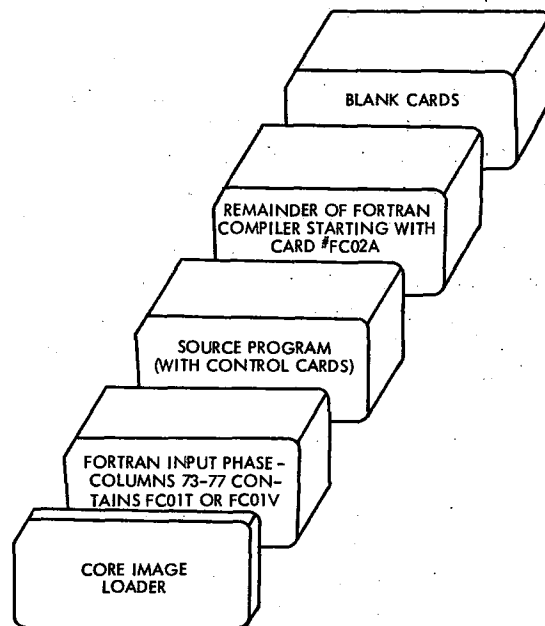 BLANK CARDS
REMAINDER OF FORTRAN
COMPILER STARTING WITH
CARD #FC02A
SOURCE PROGRAM
(WITH CONTROL CARDS)
FORTRAN INPUT PHASE –
COLUMNS 73-77 CON-
TAINS FC01T OR FC01V
CORE IMAGE
LOADER